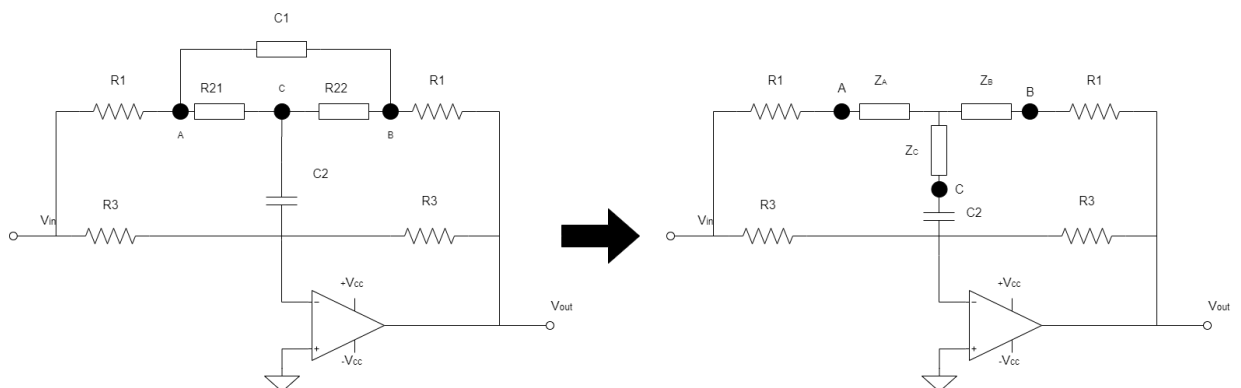 C1
R1
R21
C
R22
R1
A
B
C2
R3
R3
Vin
+Vcc
−
+
-Vcc
Vout
R1
A
ZA
ZB
B
R1
ZC
C
C2
R3
R3
Vin
+Vcc
−
+
-Vcc
Vout